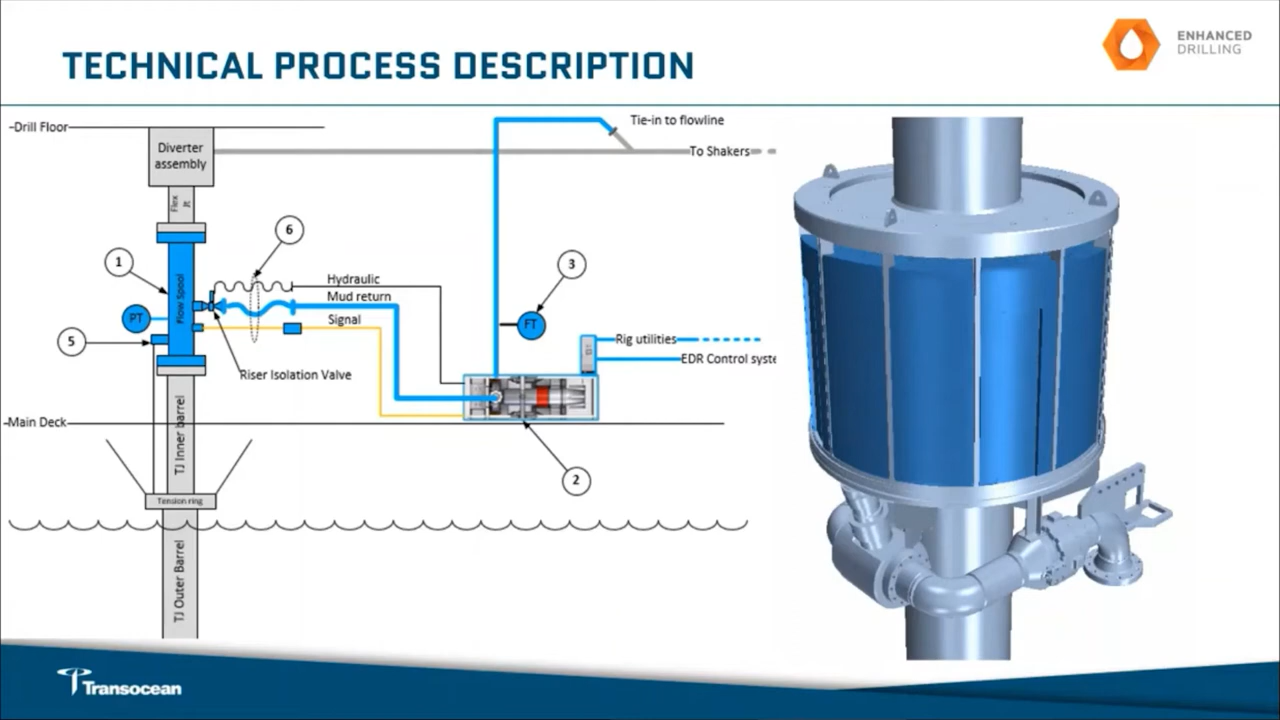 TECHNICAL PROCESS DESCRIPTION
ENHANCED
DRILLING
Drill Floor
Diverter
assembly
Tie-in to flowline
To Shakers
Flex
Jt
6
1
3
Hydraulic
Mud return
Signal
Flow Spool
PT
FT
5
Rig utilities
EDR Control syste
Riser Isolation Valve
Main Deck
TJ Inner barrel
2
Tension ring
TJ Outer Barrel
Transocean